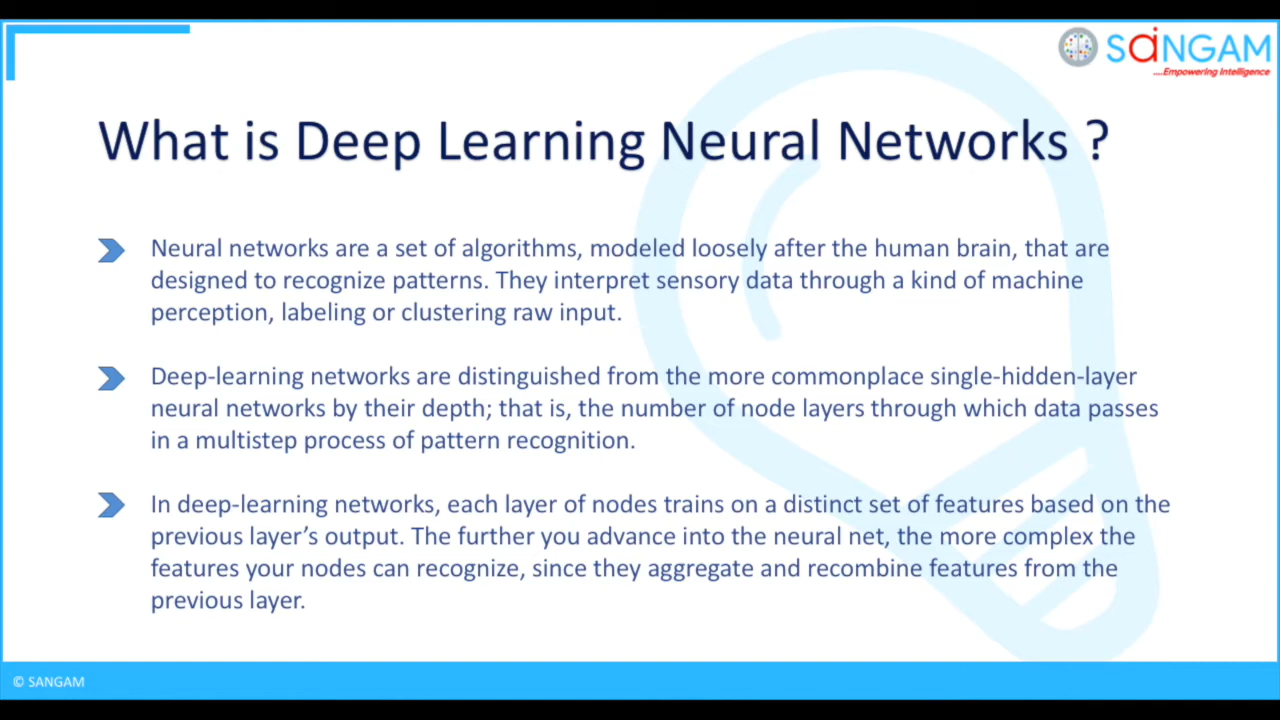 SaiNGAM
....Empowering Intelligence
What is Deep Learning Neural Networks ?
Neural networks are a set of algorithms, modeled loosely after the human brain, that are
designed to recognize patterns. They interpret sensory data through a kind of machine
perception, labeling or clustering raw input.
Deep-learning networks are distinguished from the more commonplace single-hidden-layer
neural networks by their depth; that is, the number of node layers through which data passes
in a multistep process of pattern recognition.
In deep-learning networks, each layer of nodes trains on a distinct set of features based on the
previous layer’s output. The further you advance into the neural net, the more complex the
features your nodes can recognize, since they aggregate and recombine features from the
previous layer.
© SANGAM